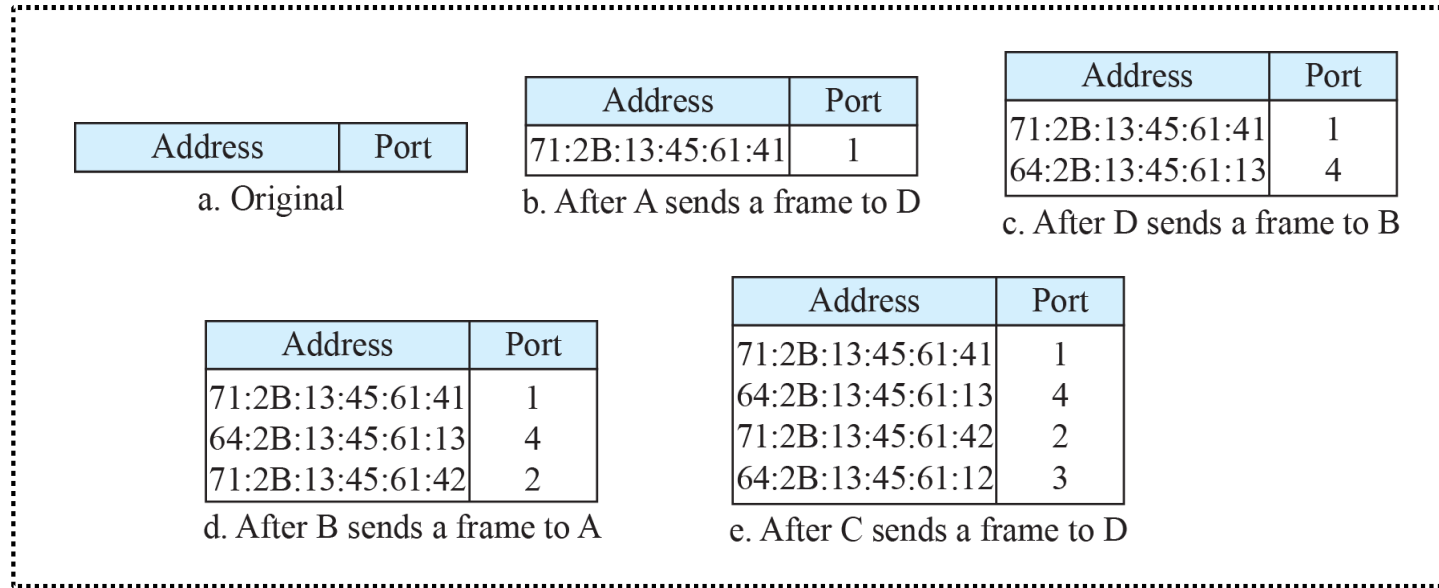 Address Port
a. Original
Address Port
71:2B:13:45:61:41 1
b. After A sends a frame to D
Address Port
71:2B:13:45:61:41 1
64:2B:13:45:61:13 4
c. After D sends a frame to B
Address Port
71:2B:13:45:61:41 1
64:2B:13:45:61:13 4
71:2B:13:45:61:42 2
d. After B sends a frame to A
Address Port
71:2B:13:45:61:41 1
64:2B:13:45:61:13 4
71:2B:13:45:61:42 2
64:2B:13:45:61:12 3
e. After C sends a frame to D